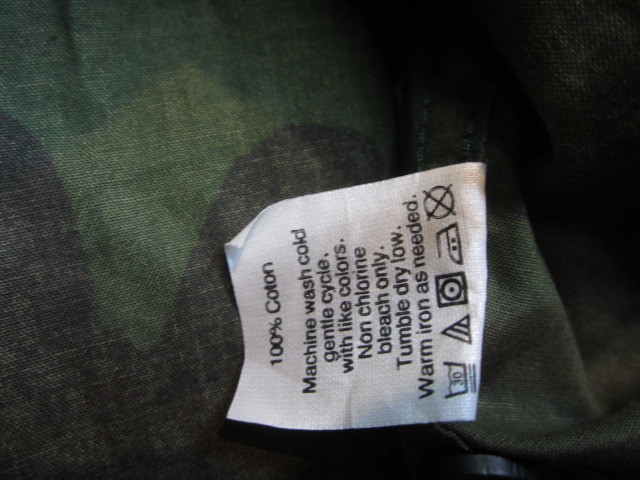 100% Coton
Machine wash cold
gentle cycle.
with like colors.
Non chlorine
bleach only.
Tumble dry low.
Warm iron as needed.
30